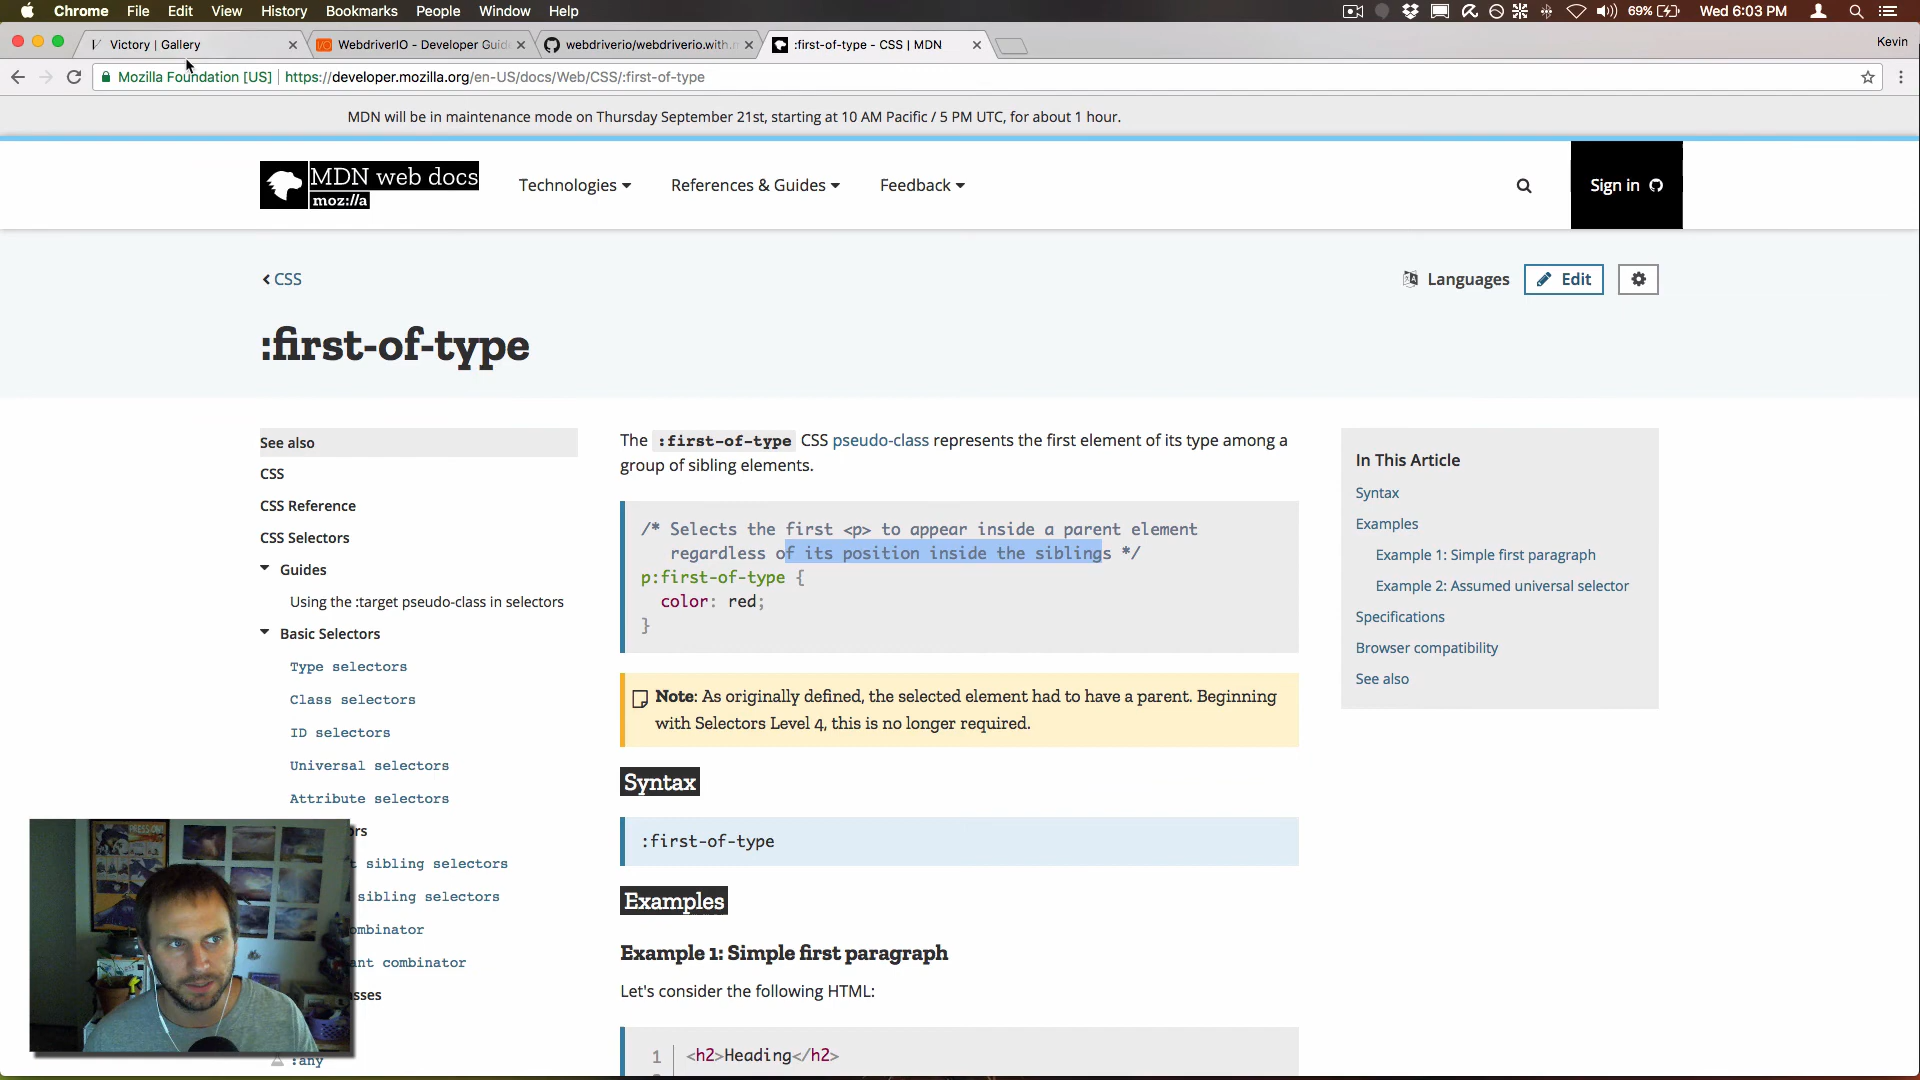 Chrome File Edit View History Bookmarks People Window Help 69% Wed 6:03 PM
Victory | Gallery WebdriverIO - Developer Guide webdriverio/webdriverio.with.m :first-of-type - CSS | MDN Kevin
Mozilla Foundation [US] https://developer.mozilla.org/en-US/docs/Web/CSS/:first-of-type
MDN will be in maintenance mode on Thursday September 21st, starting at 10 AM Pacific / 5 PM UTC, for about 1 hour.
MDN web docs
moz://a
Technologies References & Guides Feedback Sign in
CSS
Languages Edit
:first-of-type
See also
CSS
CSS Reference
CSS Selectors
Guides
Using the :target pseudo-class in selectors
Basic Selectors
Type selectors
Class selectors
ID selectors
Universal selectors
Attribute selectors
rs
t sibling selectors
sibling selectors
ombinator
ant combinator
sses
:any
The :first-of-type CSS pseudo-class represents the first element of its type among a
group of sibling elements.
/* Selects the first <p> to appear inside a parent element
regardless of its position inside the siblings */
p:first-of-type {
color: red;
}
Note: As originally defined, the selected element had to have a parent. Beginning
with Selectors Level 4, this is no longer required.
Syntax
:first-of-type
Examples
Example 1: Simple first paragraph
Let's consider the following HTML:
1 <h2>Heading</h2>
In This Article
Syntax
Examples
Example 1: Simple first paragraph
Example 2: Assumed universal selector
Specifications
Browser compatibility
See also